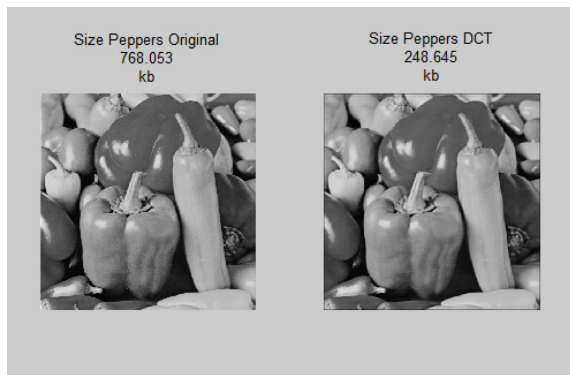 Size Peppers Original
768.053
kb
Size Peppers DCT
248.645
kb